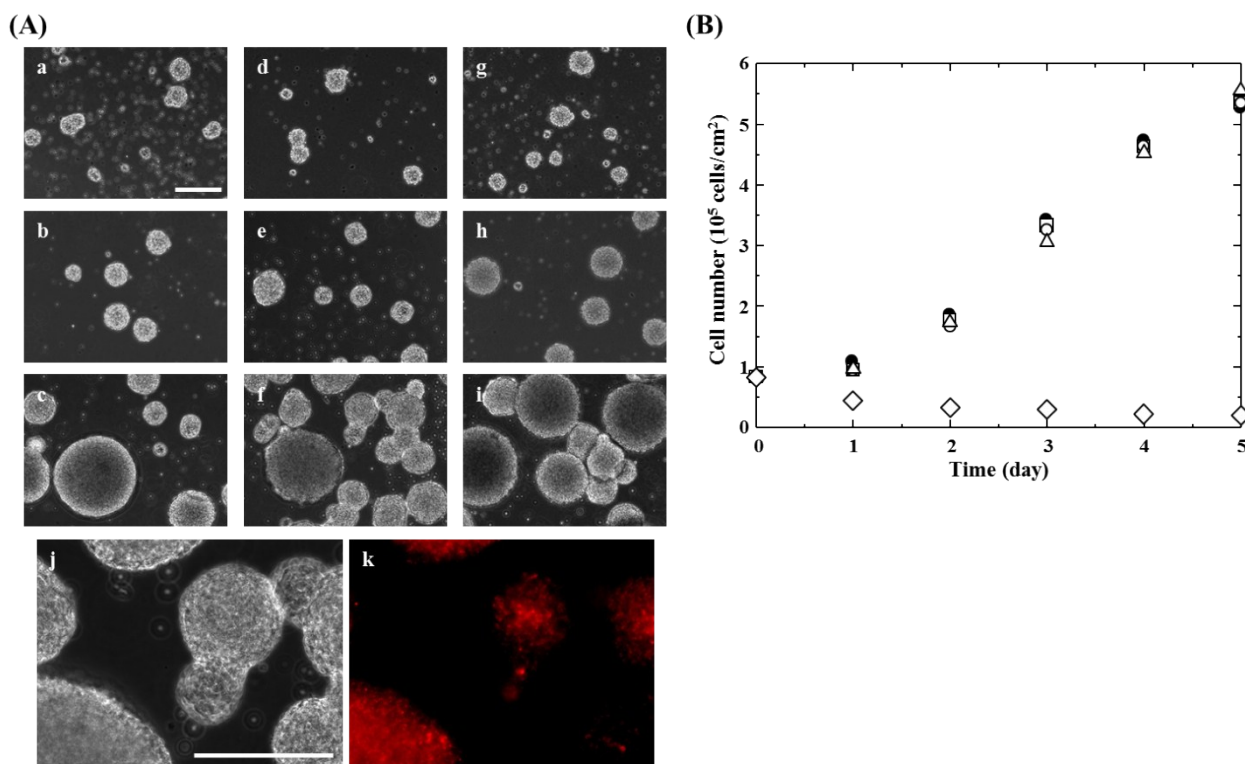 (A)
a
d
g
b
e
h
c
f
i
j
k
(B)
6
5
4
3
2
1
0
Cell number (10⁵ cells/cm²)
0 1 2 3 4 5
Time (day)